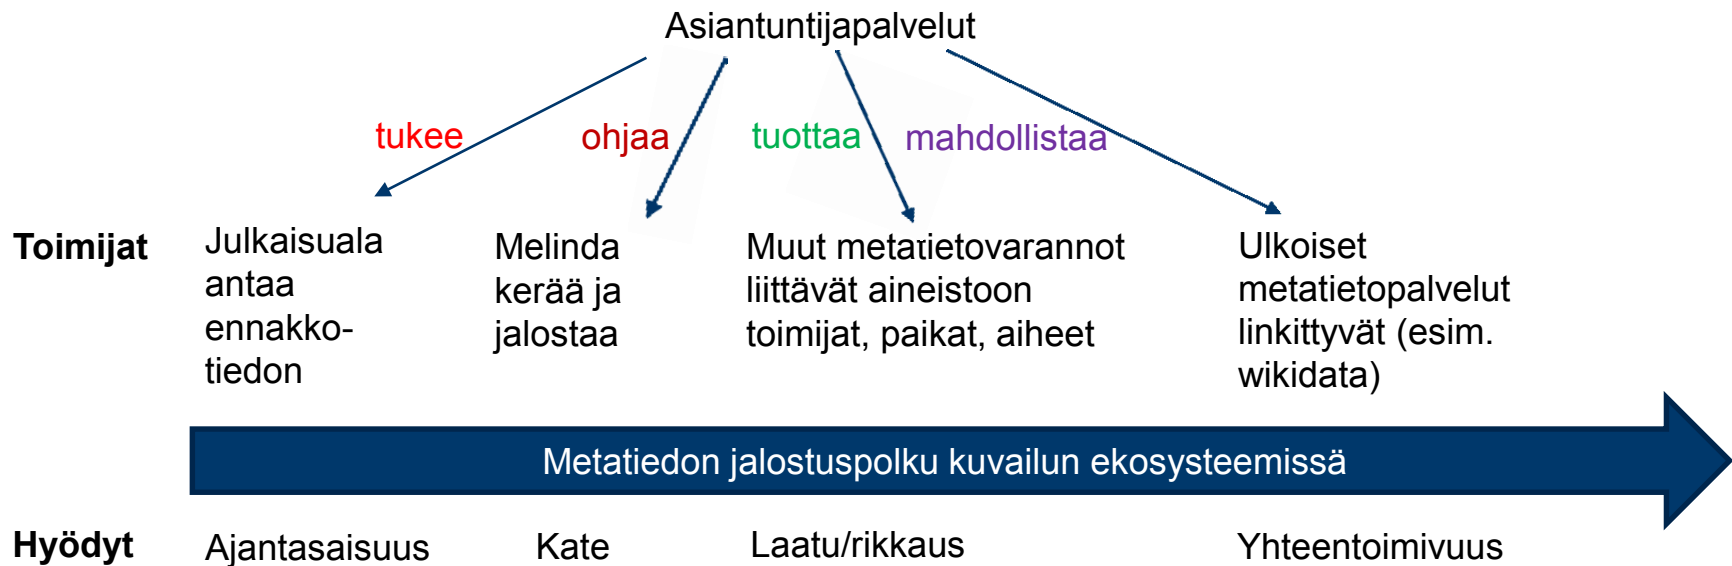 Asiantuntijapalvelut
tukee
ohjaa
tuottaa
mahdollistaa
Toimijat
Julkaisuala
antaa
ennakko-
tiedon
Melinda
kerää ja
jalostaa
Muut metatietovarannot
liittävät aineistoon
toimijat, paikat, aiheet
Ulkoiset
metatietopalvelut
linkittyvät (esim.
wikidata)
Metatiedon jalostuspolku kuvailun ekosysteemissä
Hyödyt
Ajantasaisuus
Kate
Laatu/rikkaus
Yhteentoimivuus